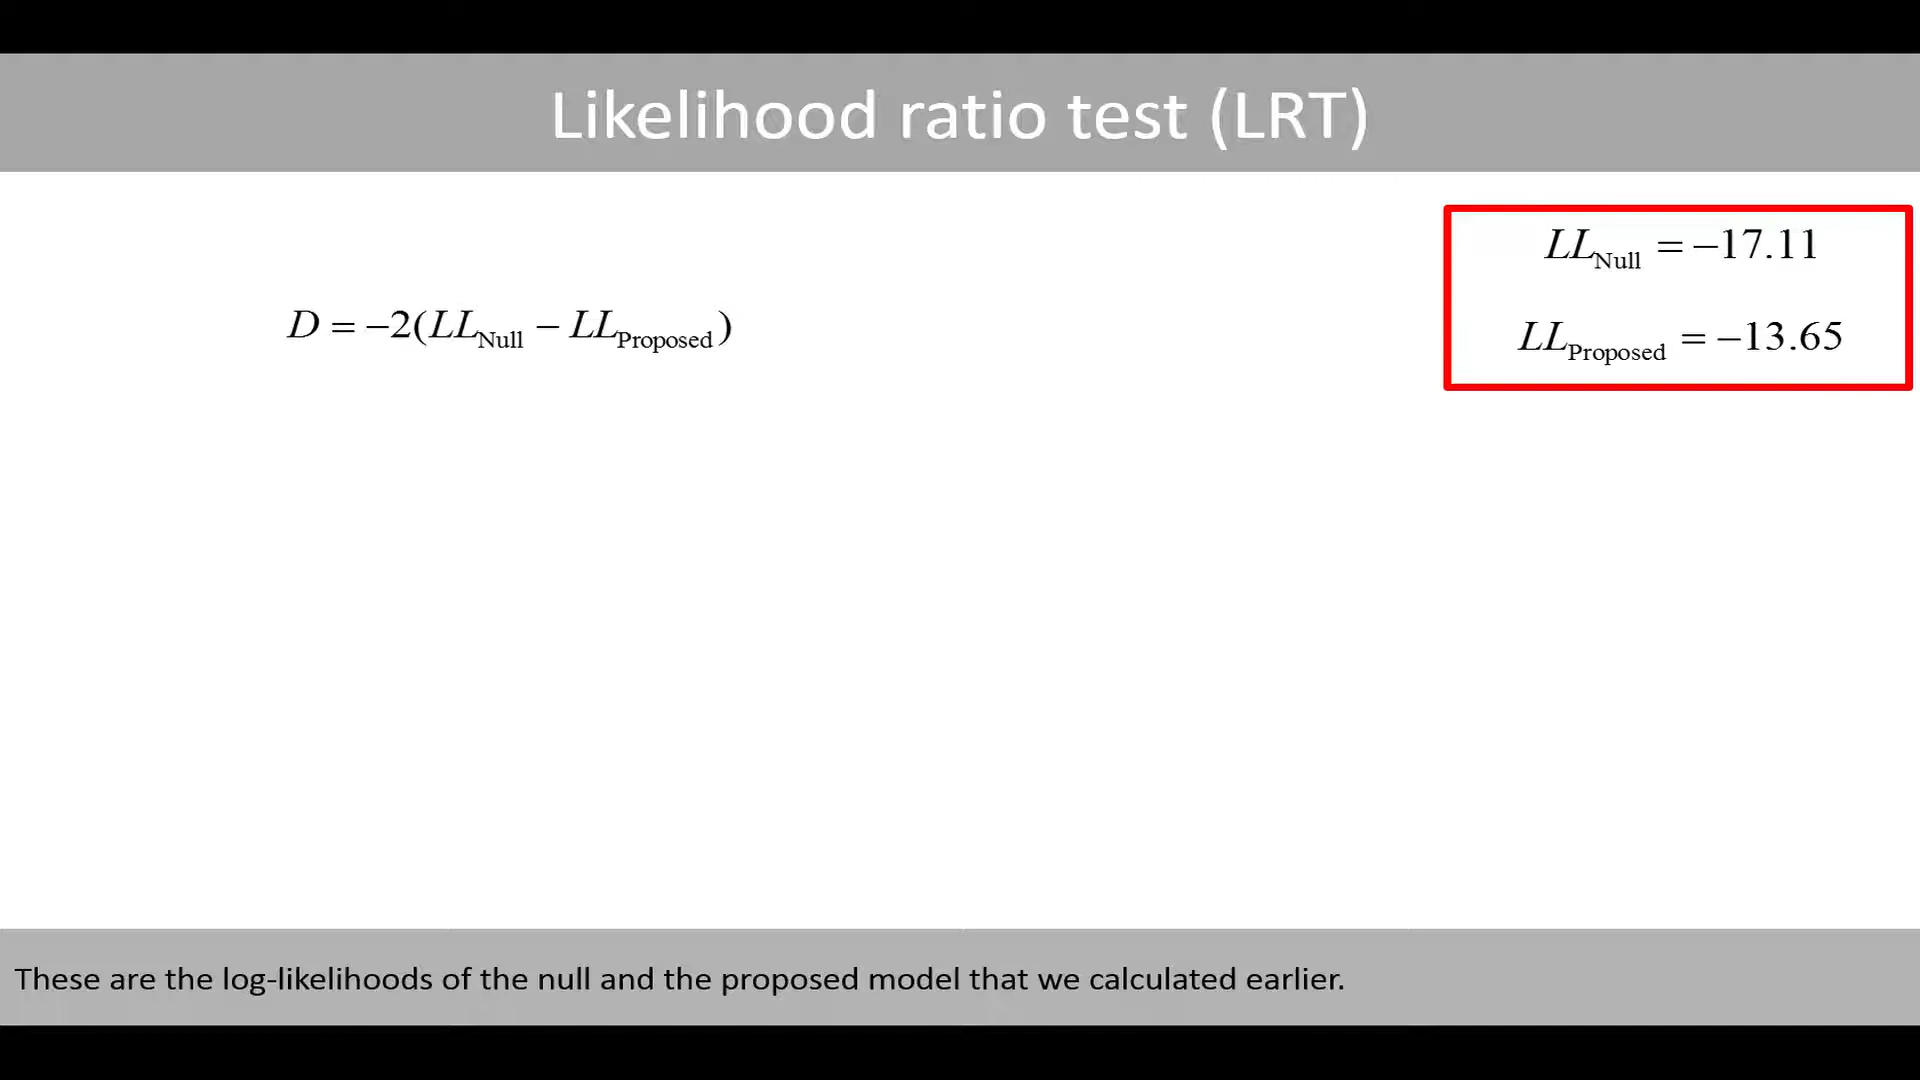 Likelihood ratio test (LRT)
LL_Null = −17.11
D = −2(LL_Null − LL_Proposed)
LL_Proposed = −13.65
These are the log-likelihoods of the null and the proposed model that we calculated earlier.